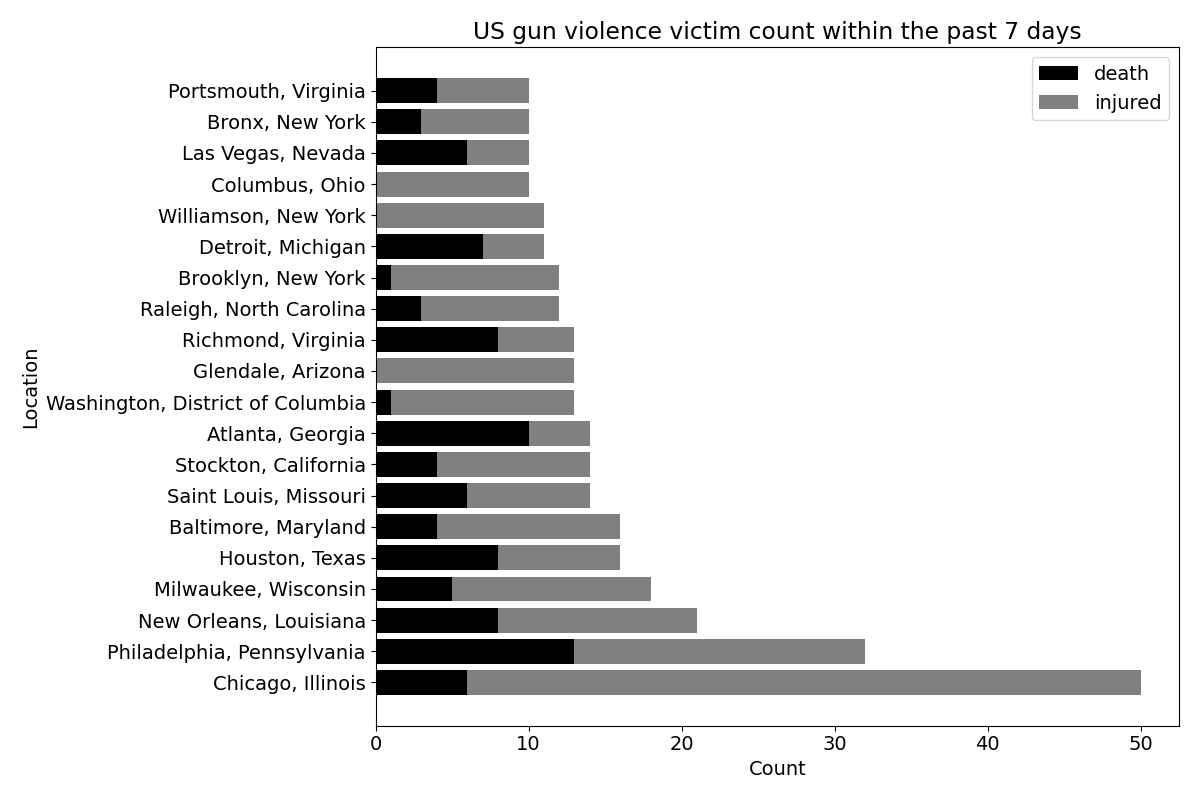 US gun violence victim count within the past 7 days
death
injured
Location
Portsmouth, Virginia
Bronx, New York
Las Vegas, Nevada
Columbus, Ohio
Williamson, New York
Detroit, Michigan
Brooklyn, New York
Raleigh, North Carolina
Richmond, Virginia
Glendale, Arizona
Washington, District of Columbia
Atlanta, Georgia
Stockton, California
Saint Louis, Missouri
Baltimore, Maryland
Houston, Texas
Milwaukee, Wisconsin
New Orleans, Louisiana
Philadelphia, Pennsylvania
Chicago, Illinois
0 10 20 30 40 50
Count